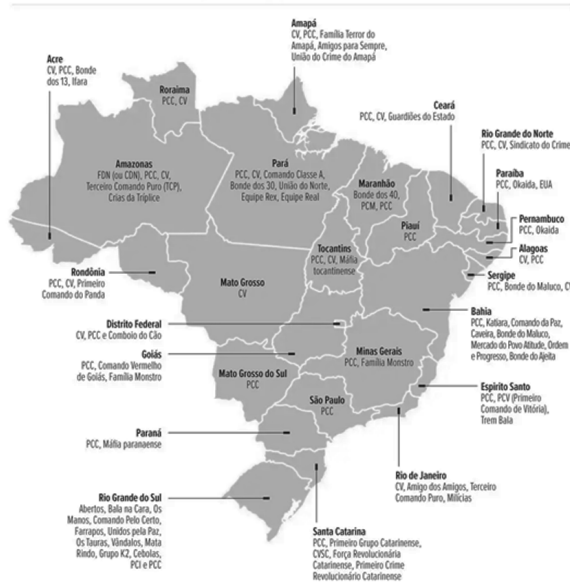 Amapá
CV, PCC, Família Terror do
Amapá, Amigos para Sempre,
União do Crime do Amapá
Acre
CV, PCC, Bonde
dos 13, Ifara
Roraima
PCC, CV
Ceará
PCC, CV, Guardiões do Estado
Rio Grande do Norte
PCC, CV, Sindicato do Crime
Amazonas
FDN (ou CDN), PCC, CV,
Terceiro Comando Puro (TCP),
Crias da Tríplice
Pará
PCC, CV, Comando Classe A,
Bonde dos 30, União do Norte,
Equipe Rex, Equipe Real
Maranhão
Bonde dos 40,
PCM, PCC
Paraíba
PCC, Okaida, EUA
Piauí
PCC
Pernambuco
PCC, Okaida
Tocantins
PCC, CV, Máfia
tocantinense
Alagoas
CV, PCC
Rondônia
PCC, CV, Primeiro
Comando do Panda
Mato Grosso
CV
Sergipe
PCC, Bonde do Maluco, CV
Bahia
PCC, Katiara, Comando da Paz,
Caveira, Bonde do Maluco,
Mercado do Povo Atitude, Ordem
e Progresso, Bonde do Ajeita
Distrito Federal
CV, PCC e Comboio do Cão
Goiás
PCC, Comando Vermelho
de Goiás, Família Monstro
Minas Gerais
PCC, Família Monstro
Mato Grosso do Sul
PCC
Espírito Santo
PCC, PCV (Primeiro
Comando de Vitória),
Trem Bala
São Paulo
PCC
Paraná
PCC, Máfia paranaense
Rio de Janeiro
CV, Amigo dos Amigos, Terceiro
Comando Puro, Milícias
Rio Grande do Sul
Abertos, Bala na Cara, Os
Manos, Comando Pelo Certo,
Farrapos, Unidos pela Paz,
Os Tauras, Vândalos, Mata
Rindo, Grupo K2, Cebolas,
PCI e PCC
Santa Catarina
PCC, Primeiro Grupo Catarinense,
CVSC, Força Revolucionária
Catarinense, Primeiro Crime
Revolucionário Catarinense